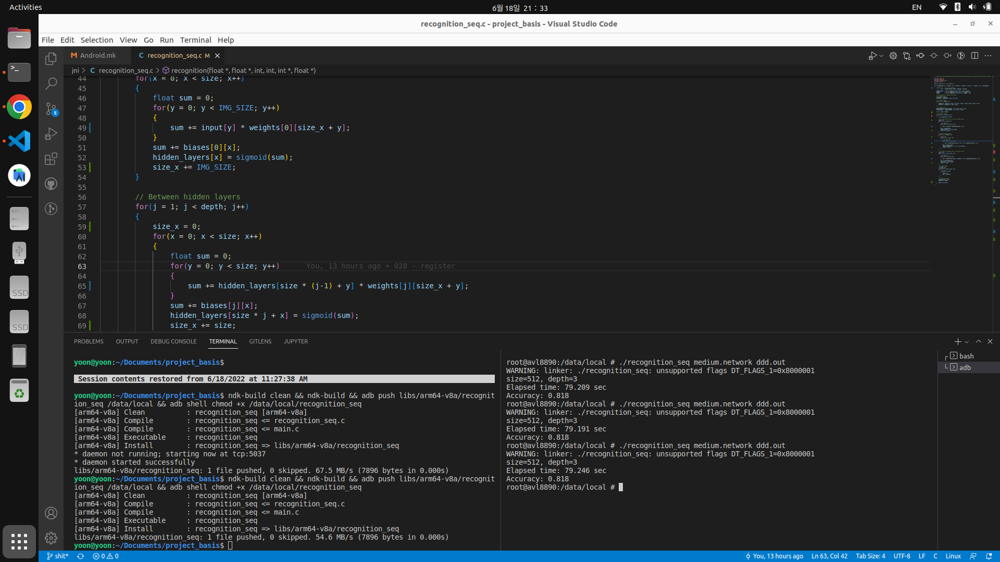 Activities
6월 18일 21 : 33
EN
recognition_seq.c - project_basis - Visual Studio Code
File Edit Selection View Go Run Terminal Help
M Android.mk
C recognition_seq.c M
jni > C recognition_seq.c > recognition(float *, float *, int, int, int *, float *)
44 for(x = 0; x < size; x++)
45 {
46 float sum = 0;
47 for(y = 0; y < IMG_SIZE; y++)
48 {
49 sum += input[y] * weights[0][size_x + y];
50 }
51 sum += biases[0][x];
52 hidden_layers[x] = sigmoid(sum);
53 size_x += IMG_SIZE;
54 }
55
56 // Between hidden layers
57 for(j = 1; j < depth; j++)
58 {
59 size_x = 0;
60 for(x = 0; x < size; x++)
61 {
62 float sum = 0;
63 for(y = 0; y < size; y++) You, 13 hours ago • 028 - register
64 {
65 sum += hidden_layers[size * (j-1) + y] * weights[j][size_x + y];
66 }
67 sum += biases[j][x];
68 hidden_layers[size * j + x] = sigmoid(sum);
69 size_x += size;
SSD
SSD
5
PROBLEMS OUTPUT DEBUG CONSOLE TERMINAL GITLENS JUPYTER
yoon@yoon:~/Documents/project_basis$
Session contents restored from 6/18/2022 at 11:27:38 AM
yoon@yoon:~/Documents/project_basis$ ndk-build clean && ndk-build && adb push libs/arm64-v8a/recognit
ion_seq /data/local && adb shell chmod +x /data/local/recognition_seq
[arm64-v8a] Clean : recognition_seq [arm64-v8a]
[arm64-v8a] Compile : recognition_seq <= recognition_seq.c
[arm64-v8a] Compile : recognition_seq <= main.c
[arm64-v8a] Executable : recognition_seq
[arm64-v8a] Install : recognition_seq => libs/arm64-v8a/recognition_seq
* daemon not running; starting now at tcp:5037
* daemon started successfully
libs/arm64-v8a/recognition_seq: 1 file pushed, 0 skipped. 67.5 MB/s (7896 bytes in 0.000s)
yoon@yoon:~/Documents/project_basis$ ndk-build clean && ndk-build && adb push libs/arm64-v8a/recognit
ion_seq /data/local && adb shell chmod +x /data/local/recognition_seq
[arm64-v8a] Clean : recognition_seq [arm64-v8a]
[arm64-v8a] Compile : recognition_seq <= recognition_seq.c
[arm64-v8a] Compile : recognition_seq <= main.c
[arm64-v8a] Executable : recognition_seq
[arm64-v8a] Install : recognition_seq => libs/arm64-v8a/recognition_seq
libs/arm64-v8a/recognition_seq: 1 file pushed, 0 skipped. 54.6 MB/s (7896 bytes in 0.000s)
yoon@yoon:~/Documents/project_basis$
root@avl8890:/data/local # ./recognition_seq medium.network ddd.out
WARNING: linker: ./recognition_seq: unsupported flags DT_FLAGS_1=0x8000001
size=512, depth=3
Elapsed time: 79.209 sec
Accuracy: 0.818
root@avl8890:/data/local # ./recognition_seq medium.network ddd.out
WARNING: linker: ./recognition_seq: unsupported flags DT_FLAGS_1=0x8000001
size=512, depth=3
Elapsed time: 79.191 sec
Accuracy: 0.818
root@avl8890:/data/local # ./recognition_seq medium.network ddd.out
WARNING: linker: ./recognition_seq: unsupported flags DT_FLAGS_1=0x8000001
size=512, depth=3
Elapsed time: 79.246 sec
Accuracy: 0.818
root@avl8890:/data/local #
bash
adb
shit* 0 0
You, 13 hours ago Ln 63, Col 42 Tab Size: 4 UTF-8 LF C Linux